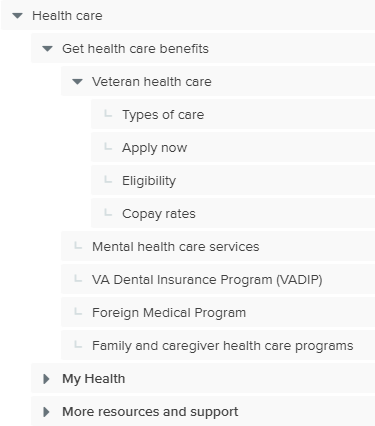 Health care
Get health care benefits
Veteran health care
Types of care
Apply now
Eligibility
Copay rates
Mental health care services
VA Dental Insurance Program (VADIP)
Foreign Medical Program
Family and caregiver health care programs
My Health
More resources and support